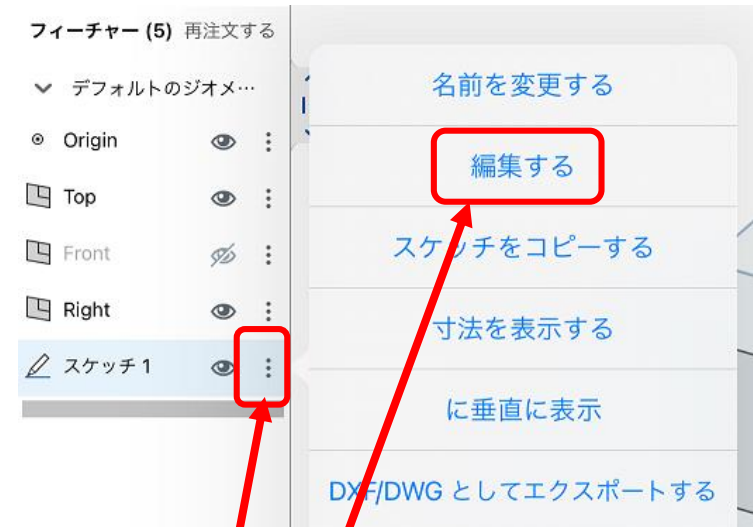 フィーチャー (5) 再注文する
デフォルトのジオメ…
Origin
Top
Front
Right
スケッチ 1
名前を変更する
編集する
スケッチをコピーする
寸法を表示する
に垂直に表示
DXF/DWG としてエクスポートする